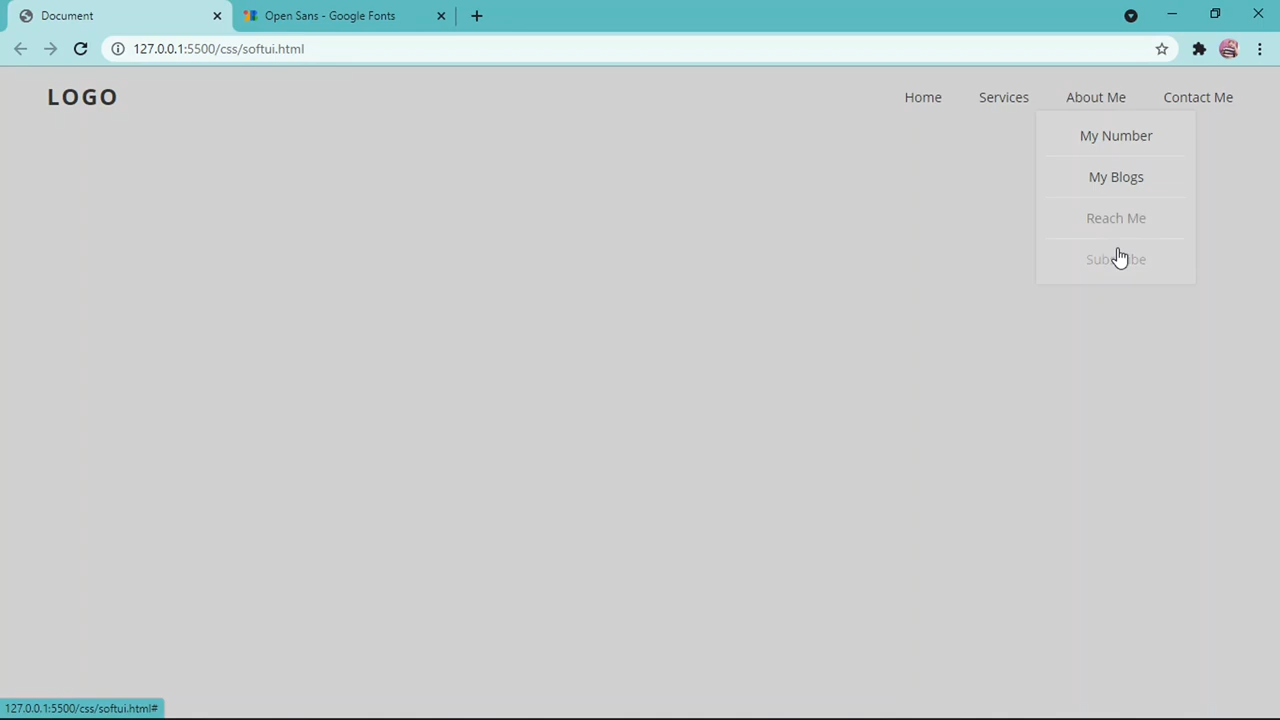 Document
Open Sans - Google Fonts
127.0.0.1:5500/css/softui.html
LOGO
Home
Services
About Me
Contact Me
My Number
My Blogs
Reach Me
Subscribe
127.0.0.1:5500/css/softui.html#